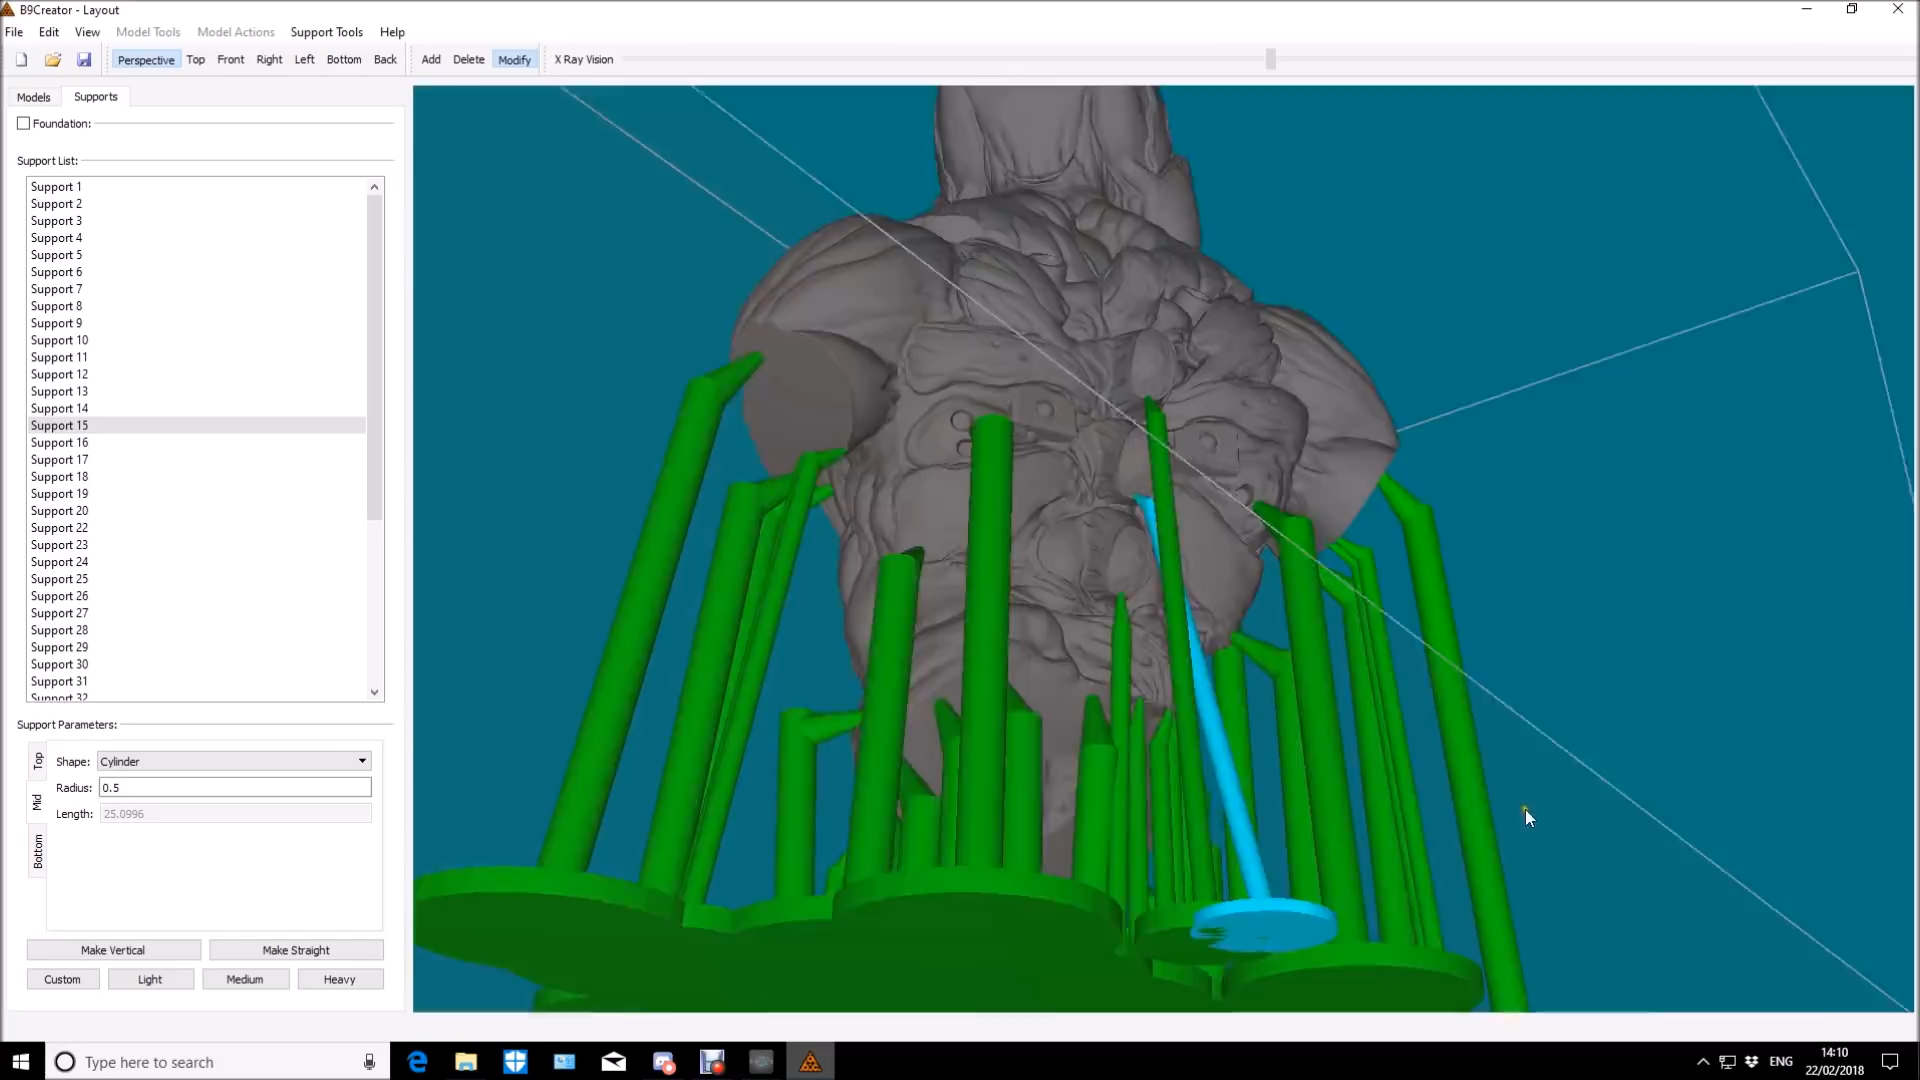 B9Creator - Layout
File Edit View Model Tools Model Actions Support Tools Help
Perspective Top Front Right Left Bottom Back Add Delete Modify X Ray Vision
Models Supports
Foundation:
Support List:
Support 1
Support 2
Support 3
Support 4
Support 5
Support 6
Support 7
Support 8
Support 9
Support 10
Support 11
Support 12
Support 13
Support 14
Support 15
Support 16
Support 17
Support 18
Support 19
Support 20
Support 22
Support 23
Support 24
Support 25
Support 26
Support 27
Support 28
Support 29
Support 30
Support 31
Support 32
Support Parameters:
Top
Mid
Bottom
Shape: Cylinder
Radius: 0.5
Length: 25.0996
Make Vertical Make Straight
Custom Light Medium Heavy
Type here to search
ENG
14:10
22/02/2018